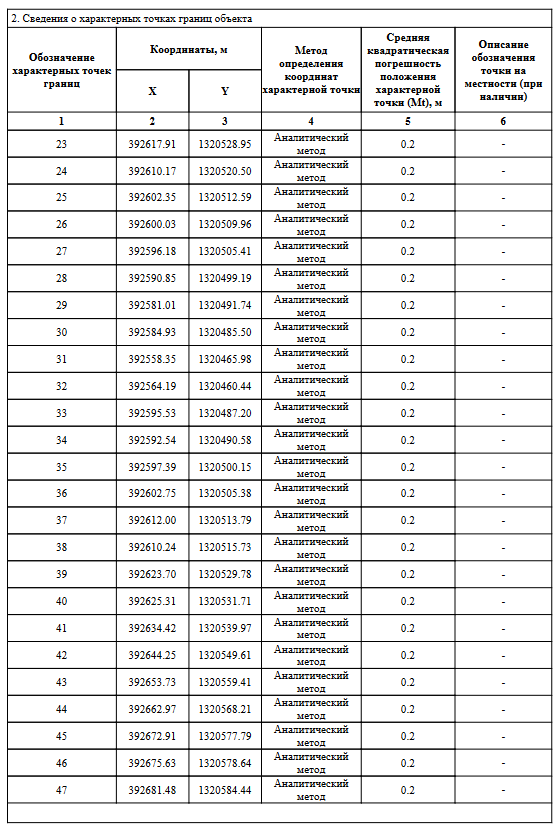 2. Сведения о характерных точках границ объекта
Обозначение характерных точек границ | Координаты, м | Метод определения координат характерной точки | Средняя квадратическая погрешность положения характерной точки (Mt), м | Описание обозначения точки на местности (при наличии)
X | Y
1 | 2 | 3 | 4 | 5 | 6
23 | 392617.91 | 1320528.95 | Аналитический метод | 0.2 | -
24 | 392610.17 | 1320520.50 | Аналитический метод | 0.2 | -
25 | 392602.35 | 1320512.59 | Аналитический метод | 0.2 | -
26 | 392600.03 | 1320509.96 | Аналитический метод | 0.2 | -
27 | 392596.18 | 1320505.41 | Аналитический метод | 0.2 | -
28 | 392590.85 | 1320499.19 | Аналитический метод | 0.2 | -
29 | 392581.01 | 1320491.74 | Аналитический метод | 0.2 | -
30 | 392584.93 | 1320485.50 | Аналитический метод | 0.2 | -
31 | 392558.35 | 1320465.98 | Аналитический метод | 0.2 | -
32 | 392564.19 | 1320460.44 | Аналитический метод | 0.2 | -
33 | 392595.53 | 1320487.20 | Аналитический метод | 0.2 | -
34 | 392592.54 | 1320490.58 | Аналитический метод | 0.2 | -
35 | 392597.39 | 1320500.15 | Аналитический метод | 0.2 | -
36 | 392602.75 | 1320505.38 | Аналитический метод | 0.2 | -
37 | 392612.00 | 1320513.79 | Аналитический метод | 0.2 | -
38 | 392610.24 | 1320515.73 | Аналитический метод | 0.2 | -
39 | 392623.70 | 1320529.78 | Аналитический метод | 0.2 | -
40 | 392625.31 | 1320531.71 | Аналитический метод | 0.2 | -
41 | 392634.42 | 1320539.97 | Аналитический метод | 0.2 | -
42 | 392644.25 | 1320549.61 | Аналитический метод | 0.2 | -
43 | 392653.73 | 1320559.41 | Аналитический метод | 0.2 | -
44 | 392662.97 | 1320568.21 | Аналитический метод | 0.2 | -
45 | 392672.91 | 1320577.79 | Аналитический метод | 0.2 | -
46 | 392675.63 | 1320578.64 | Аналитический метод | 0.2 | -
47 | 392681.48 | 1320584.44 | Аналитический метод | 0.2 | -